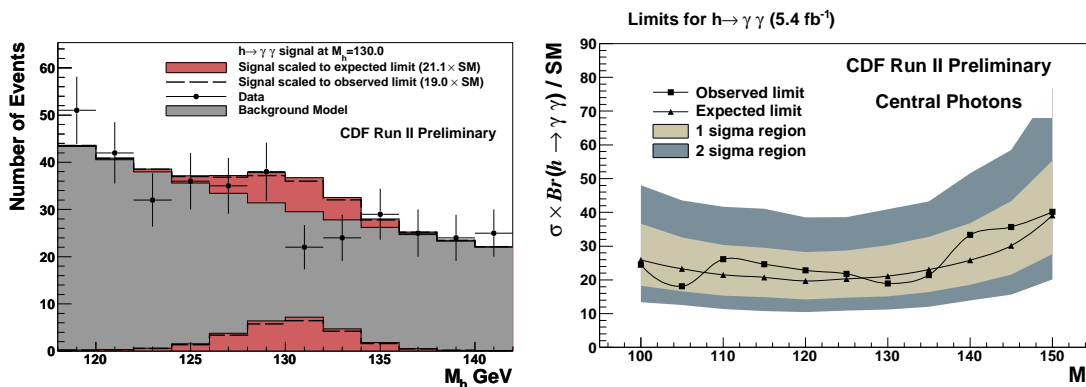 h→γ γ signal at M_h=130.0
Signal scaled to expected limit (21.1× SM)
Signal scaled to observed limit (19.0× SM)
Data
Background Model
CDF Run II Preliminary
Number of Events
60
50
40
30
20
10
0
120 125 130 135 140
M_h GeV
Limits for h→γ γ (5.4 fb⁻¹)
σ × Br(h → γ γ) / SM
90
80
70
60
50
40
30
20
10
0
CDF Run II Preliminary
Central Photons
Observed limit
Expected limit
1 sigma region
2 sigma region
100 110 120 130 140 150
M